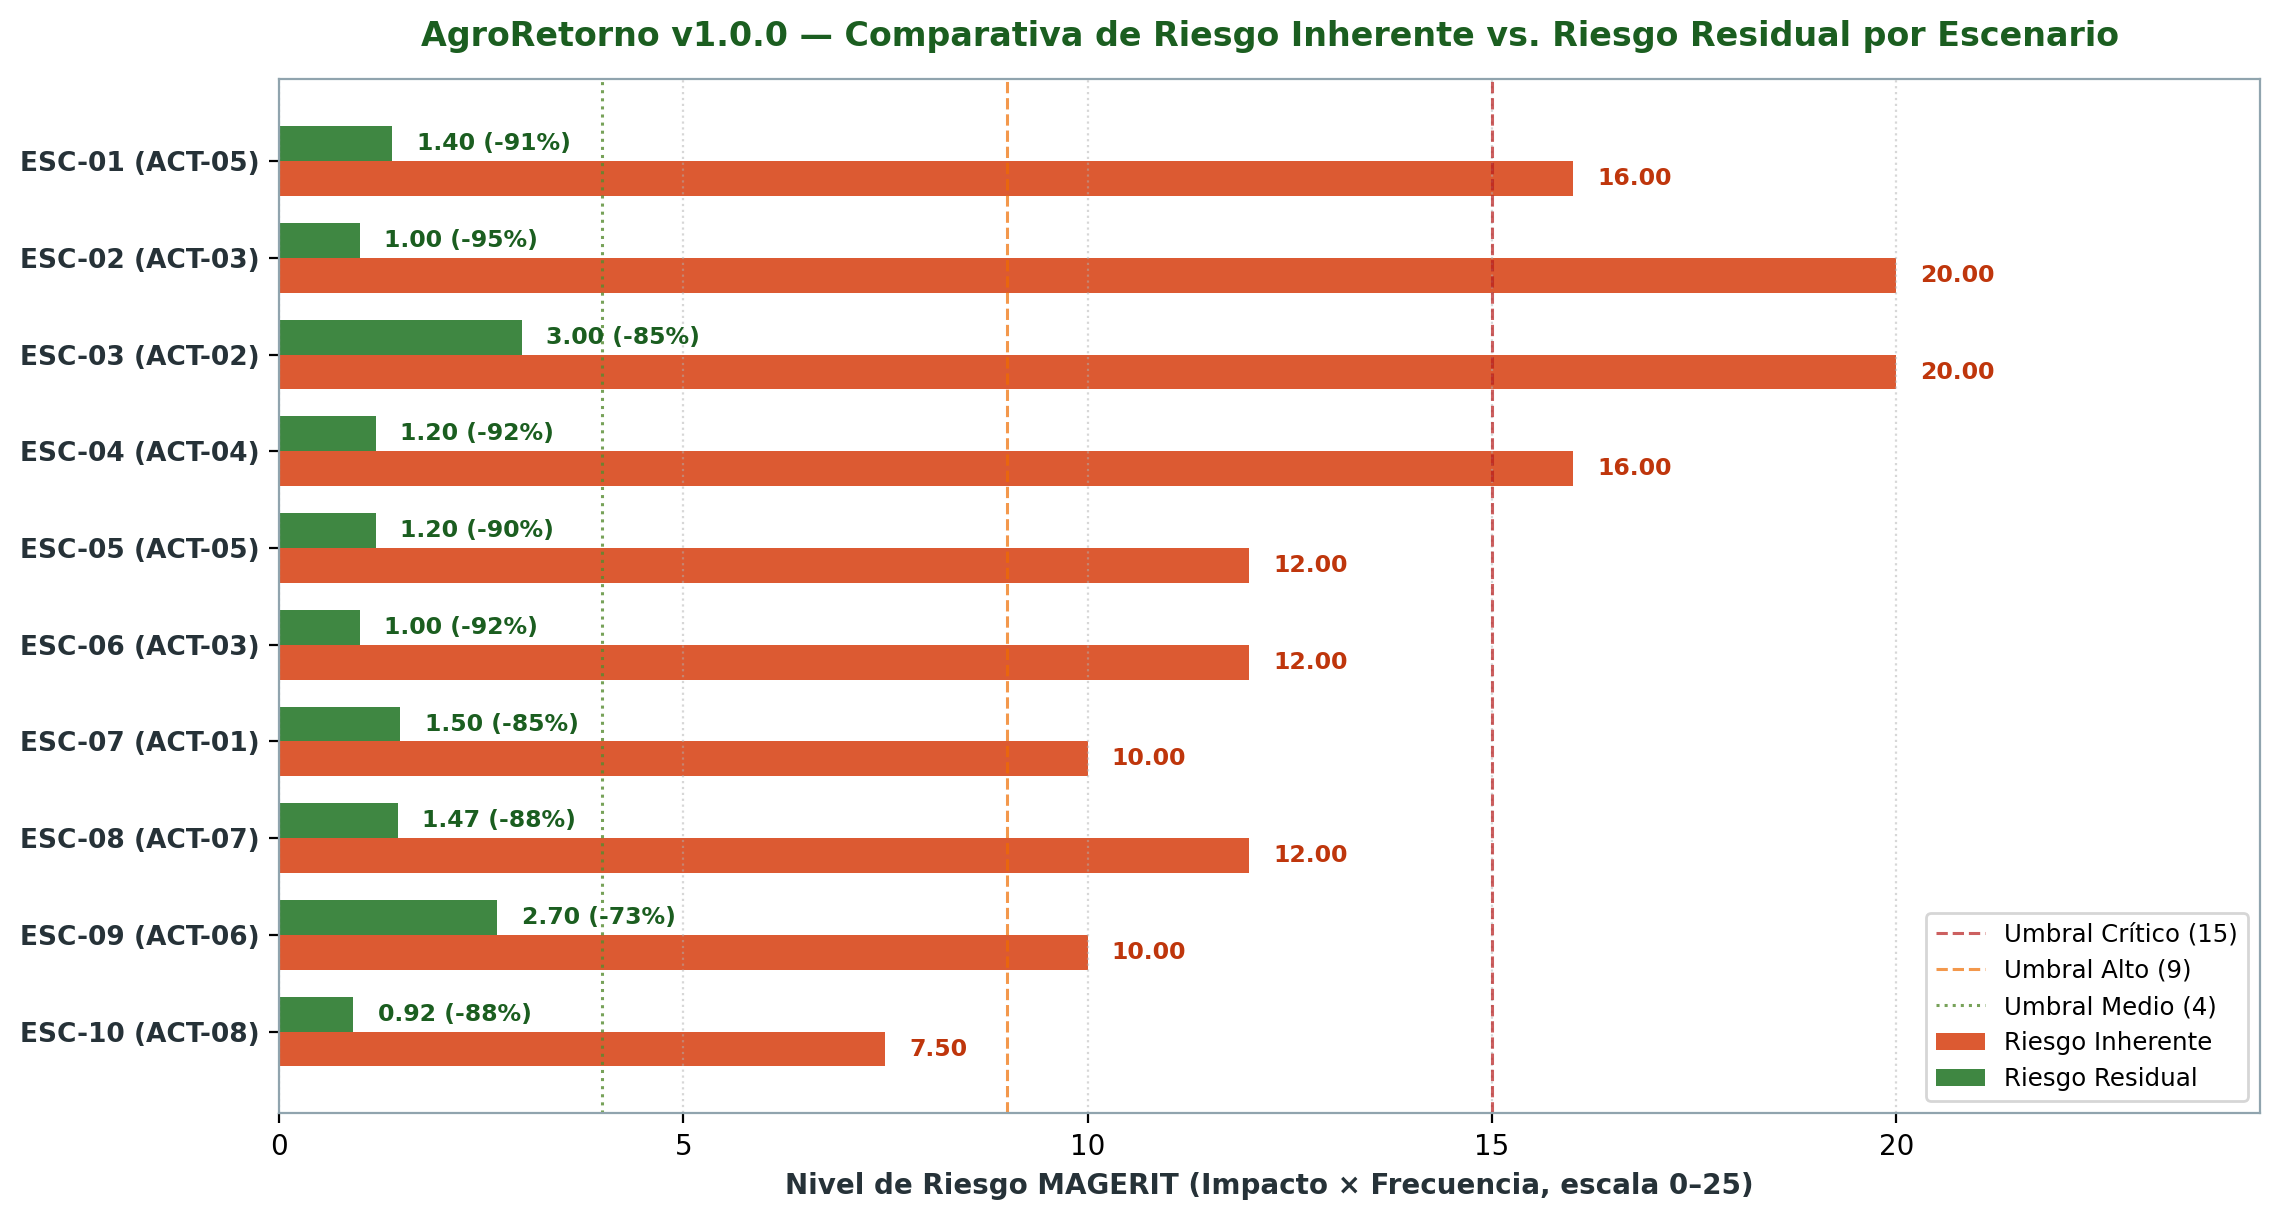 AgroRetorno v1.0.0 — Comparativa de Riesgo Inherente vs. Riesgo Residual por Escenario
ESC-01 (ACT-05)
1.40 (-91%)
16.00
ESC-02 (ACT-03)
1.00 (-95%)
20.00
ESC-03 (ACT-02)
3.00 (-85%)
20.00
ESC-04 (ACT-04)
1.20 (-92%)
16.00
ESC-05 (ACT-05)
1.20 (-90%)
12.00
ESC-06 (ACT-03)
1.00 (-92%)
12.00
ESC-07 (ACT-01)
1.50 (-85%)
10.00
ESC-08 (ACT-07)
1.47 (-88%)
12.00
ESC-09 (ACT-06)
2.70 (-73%)
10.00
ESC-10 (ACT-08)
0.92 (-88%)
7.50
Umbral Crítico (15)
Umbral Alto (9)
Umbral Medio (4)
Riesgo Inherente
Riesgo Residual
0 5 10 15 20
Nivel de Riesgo MAGERIT (Impacto × Frecuencia, escala 0–25)